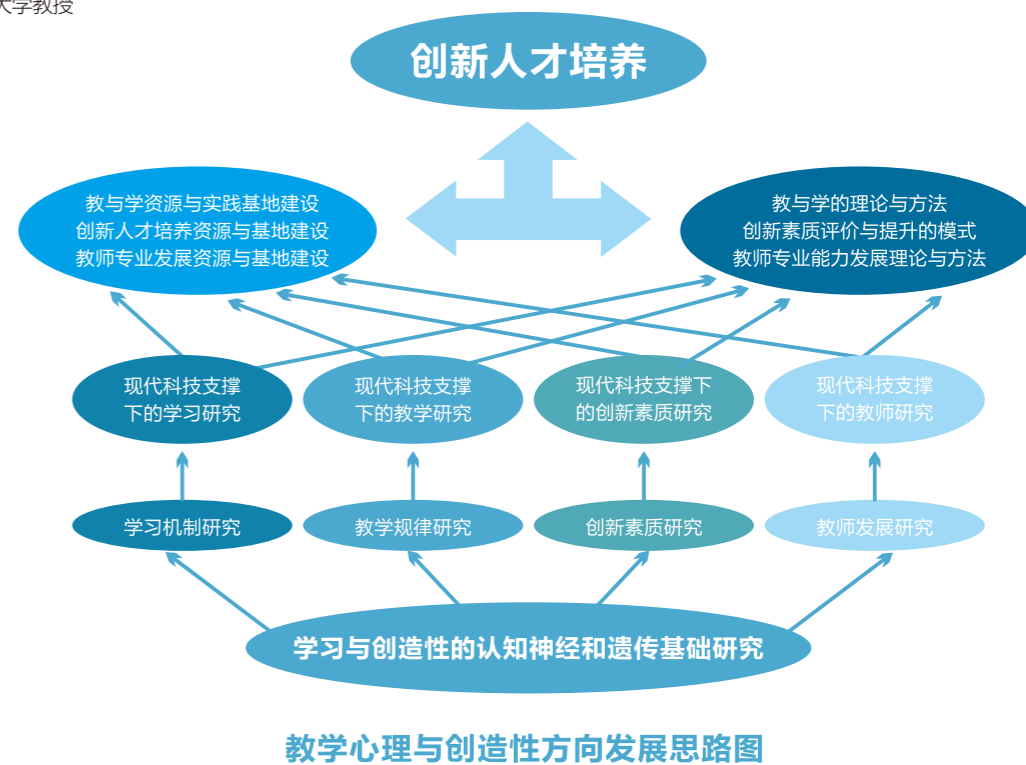 大学教授
创新人才培养
教与学资源与实践基地建设
创新人才培养资源与基地建设
教师专业发展资源与基地建设
教与学的理论与方法
创新素质评价与提升的模式
教师专业能力发展理论与方法
现代科技支撑
下的学习研究
现代科技支撑
下的教学研究
现代科技支撑下
的创新素质研究
现代科技支撑
下的教师研究
学习机制研究
教学规律研究
创新素质研究
教师发展研究
学习与创造性的认知神经和遗传基础研究
教学心理与创造性方向发展思路图